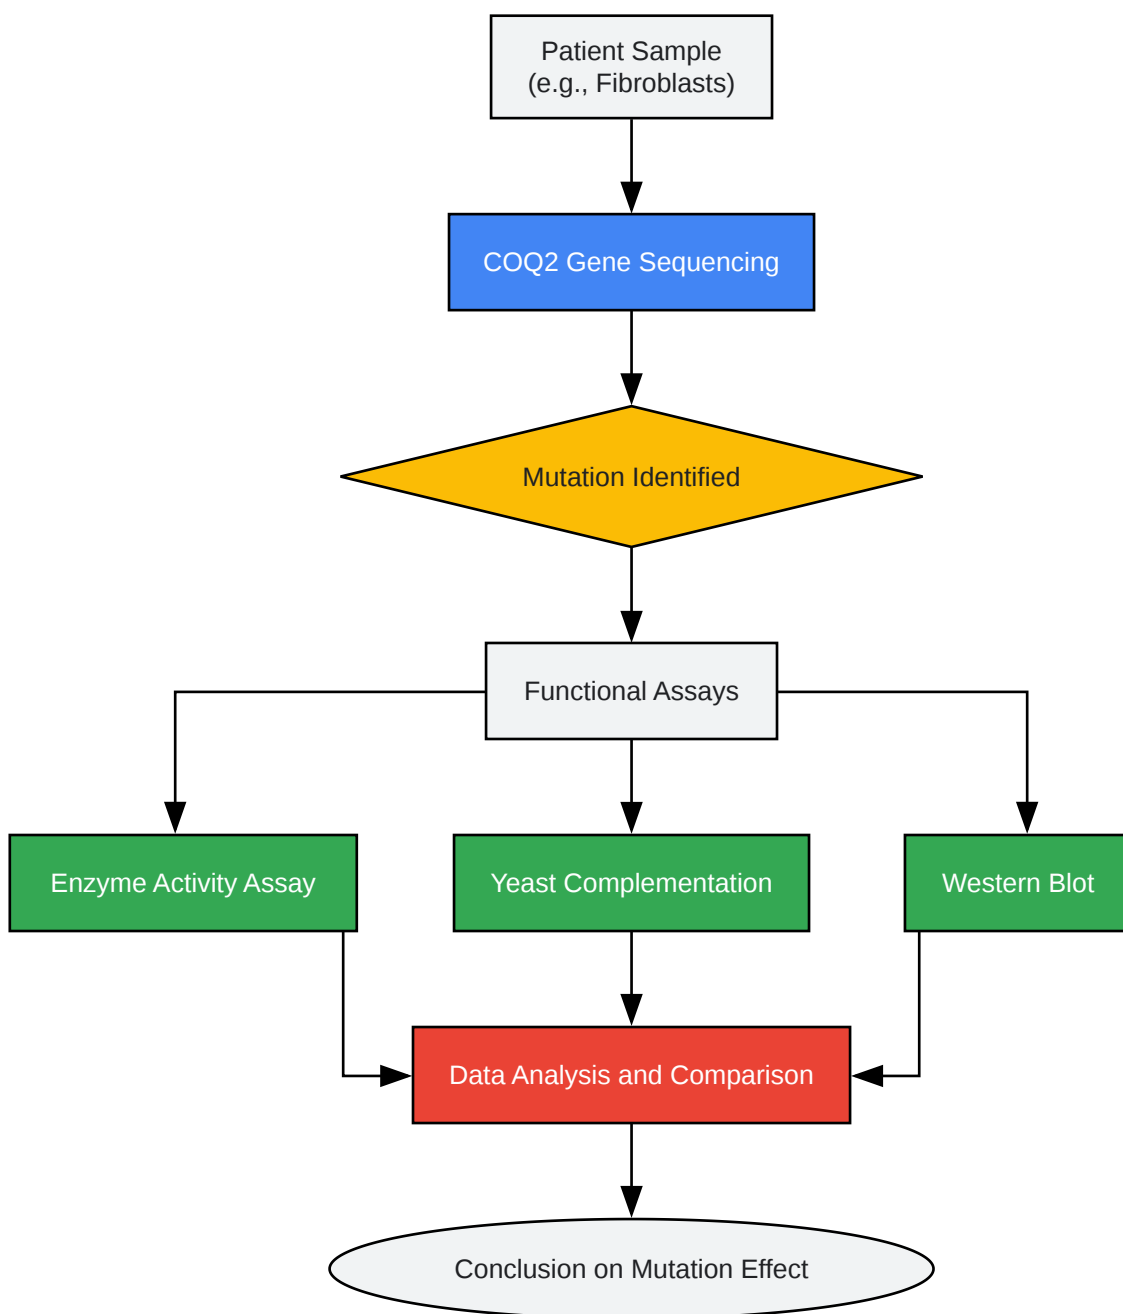 Patient Sample
(e.g., Fibroblasts)
COQ2 Gene Sequencing
Mutation Identified
Functional Assays
Enzyme Activity Assay
Yeast Complementation
Western Blot
Data Analysis and Comparison
Conclusion on Mutation Effect